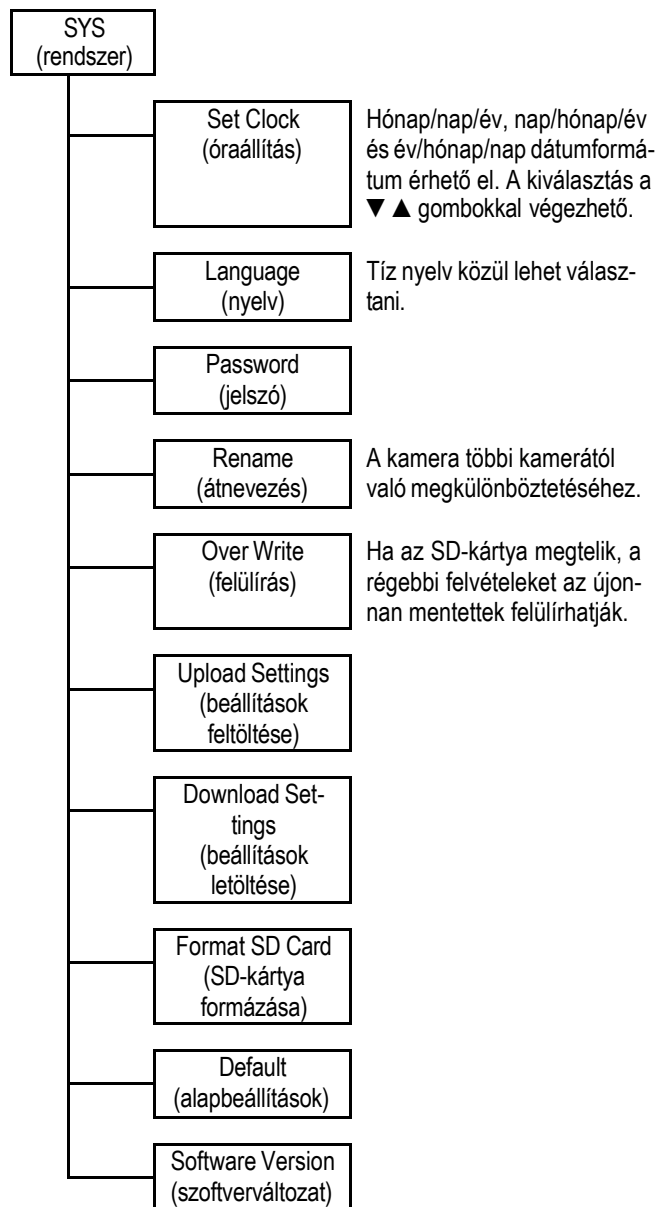 SYS
(rendszer)
Set Clock
(óraállítás)
Hónap/nap/év, nap/hónap/év
és év/hónap/nap dátumformá-
tum érhető el. A kiválasztás a
▼▲ gombokkal végezhető.
Language
(nyelv)
Tíz nyelv közül lehet válasz-
tani.
Password
(jelszó)
Rename
(átnevezés)
A kamera többi kamerától
való megkülönböztetéséhez.
Over Write
(felülírás)
Ha az SD-kártya megtelik, a
régebbi felvételeket az újon-
nan mentettek felülírhatják.
Upload Settings
(beállítások
feltöltése)
Download Set-
tings
(beállítások
letöltése)
Format SD Card
(SD-kártya
formázása)
Default
(alapbeállítások)
Software Version
(szoftverváltozat)